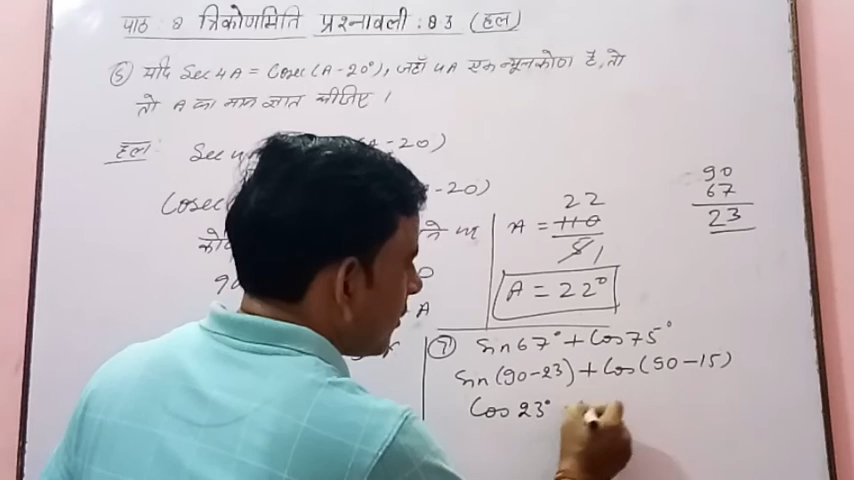 पाठ : 8 त्रिकोणमिति प्रश्नावली : 8 3 (हल)
(5) यदि Sec 4A = Cosec (A - 20°), जहाँ 4A एक न्यूनकोण है, तो
तो A का मान ज्ञात कीजिए ।
हल: Sec 4 - 20)
Cosec - 20)
90
A
A = 110
22
5 1
A = 22°
90
67
23
(7) Sin 67° + Cos 75°
Sin (90 - 23) + Cos (90 - 15)
Cos 23°